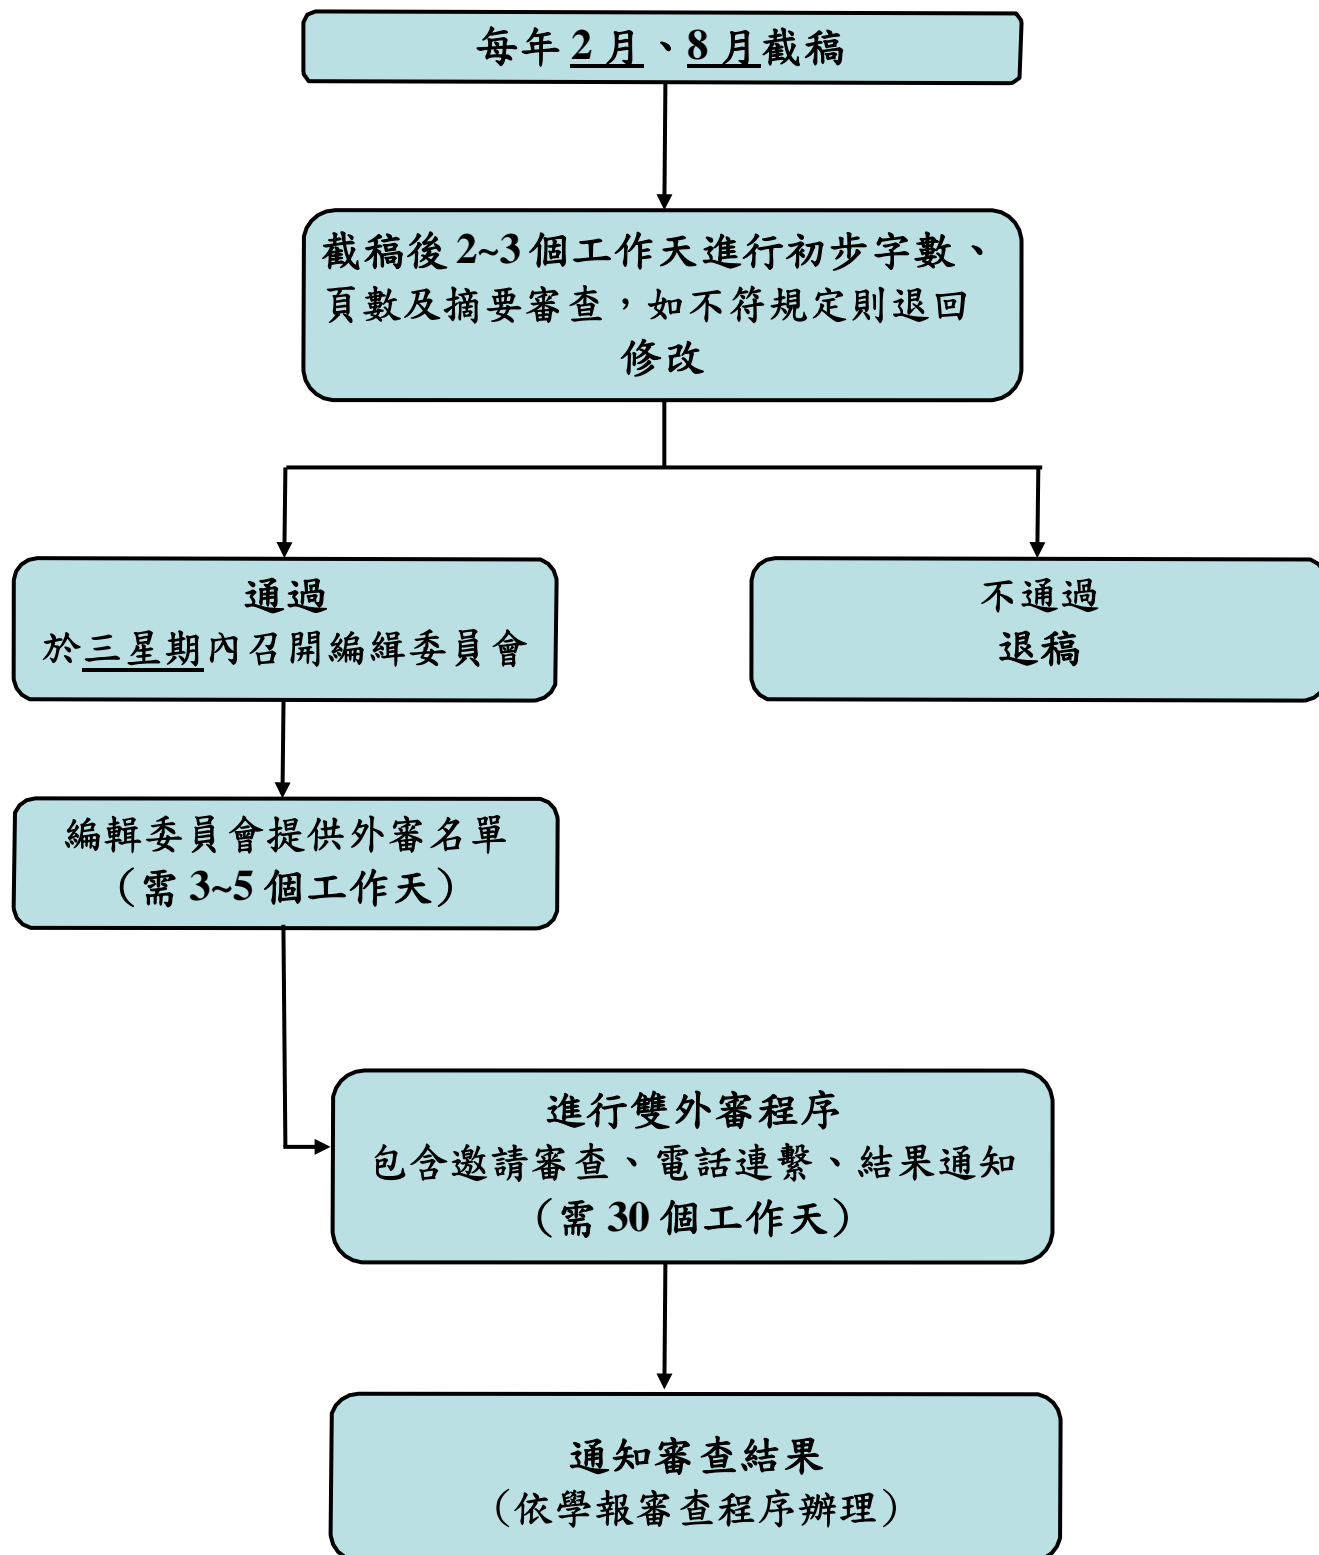 每年 2 月、8 月截稿
截稿後 2~3 個工作天進行初步字數、
頁數及摘要審查，如不符規定則退回
修改
通過
於三星期內召開編緝委員會
不通過
退稿
編輯委員會提供外審名單
（需 3~5 個工作天）
進行雙外審程序
包含邀請審查、電話連繫、結果通知
（需 30 個工作天）
通知審查結果
（依學報審查程序辦理）